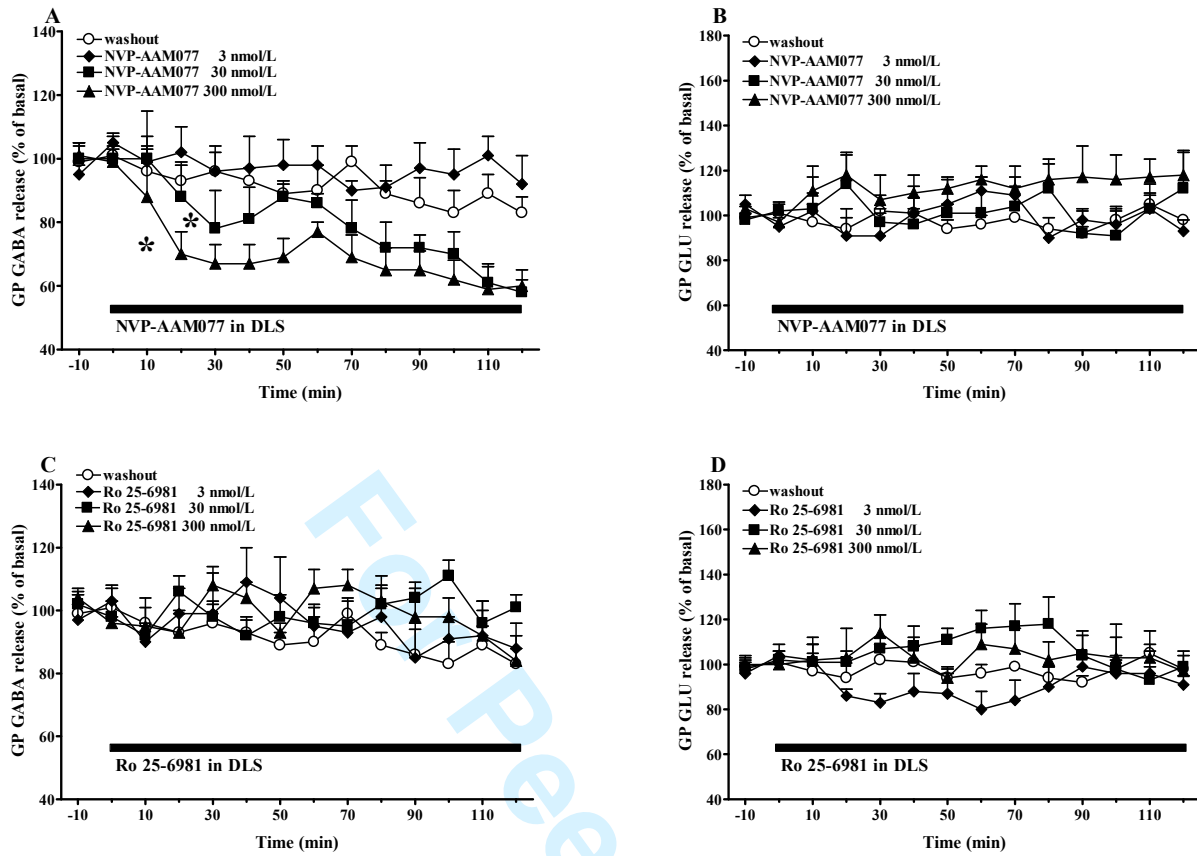 A
GP GABA release (% of basal)
140
120
100
80
60
40
washout
NVP-AAM077 3 nmol/L
NVP-AAM077 30 nmol/L
NVP-AAM077 300 nmol/L
*
*
NVP-AAM077 in DLS
-10 10 30 50 70 90 110
Time (min)
B
GP GLU release (% of basal)
180
160
140
120
100
80
60
40
washout
NVP-AAM077 3 nmol/L
NVP-AAM077 30 nmol/L
NVP-AAM077 300 nmol/L
NVP-AAM077 in DLS
-10 10 30 50 70 90 110
Time (min)
C
GP GABA release (% of basal)
140
120
100
80
60
40
washout
Ro 25-6981 3 nmol/L
Ro 25-6981 30 nmol/L
Ro 25-6981 300 nmol/L
Ro 25-6981 in DLS
-10 10 30 50 70 90 110
Time (min)
D
GP GLU release (% of basal)
180
160
140
120
100
80
60
40
washout
Ro 25-6981 3 nmol/L
Ro 25-6981 30 nmol/L
Ro 25-6981 300 nmol/L
Ro 25-6981 in DLS
-10 10 30 50 70 90 110
Time (min)
For Pee